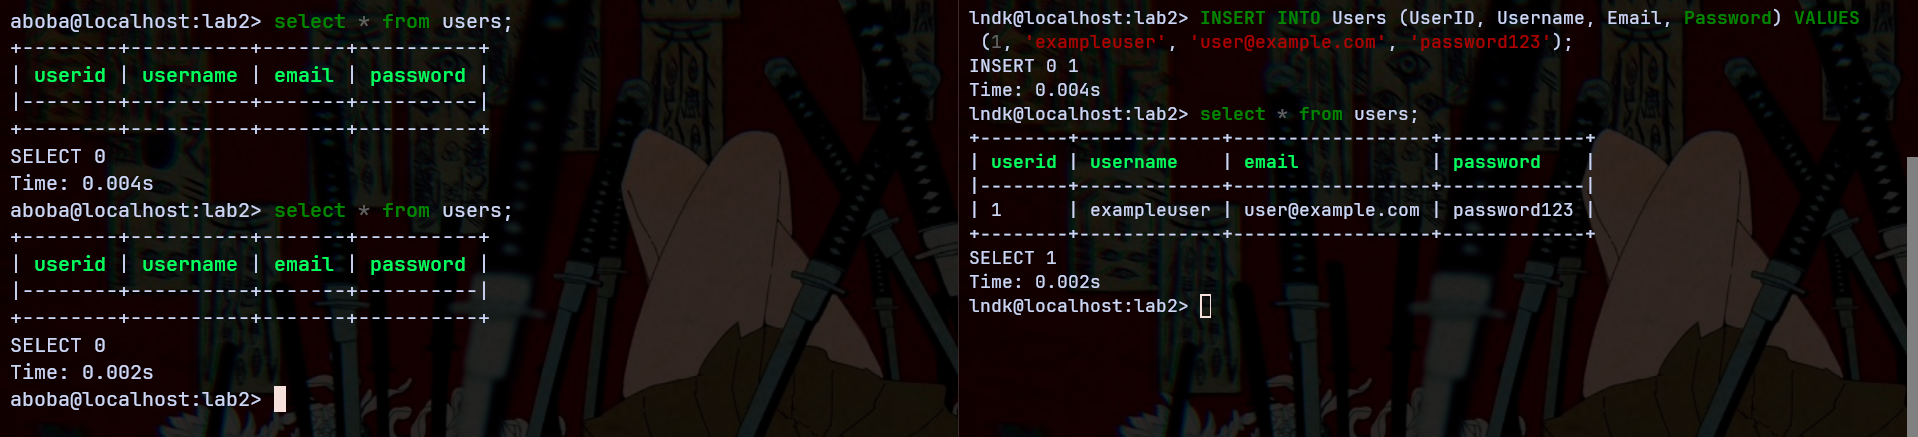 aboba@localhost:lab2> select * from users;
+--------+----------+-------+----------+
| userid | username | email | password |
|--------+----------+-------+----------|
+--------+----------+-------+----------+
SELECT 0
Time: 0.004s
aboba@localhost:lab2> select * from users;
+--------+----------+-------+----------+
| userid | username | email | password |
|--------+----------+-------+----------|
+--------+----------+-------+----------+
SELECT 0
Time: 0.002s
aboba@localhost:lab2>
lndk@localhost:lab2> INSERT INTO Users (UserID, Username, Email, Password) VALUES
 (1, 'exampleuser', 'user@example.com', 'password123');
INSERT 0 1
Time: 0.004s
lndk@localhost:lab2> select * from users;
+--------+-------------+------------------+-------------+
| userid | username    | email            | password    |
|--------+-------------+------------------+-------------|
| 1      | exampleuser | user@example.com | password123 |
+--------+-------------+------------------+-------------+
SELECT 1
Time: 0.002s
lndk@localhost:lab2>